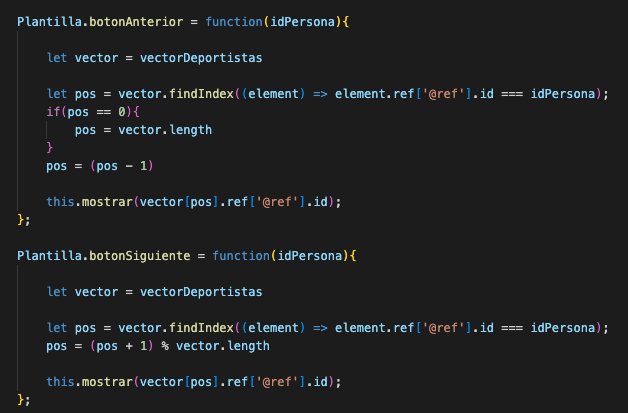 Plantilla.botonAnterior = function(idPersona){
let vector = vectorDeportistas
let pos = vector.findIndex((element) => element.ref['@ref'].id === idPersona);
if(pos == 0){
pos = vector.length
}
pos = (pos - 1)
this.mostrar(vector[pos].ref['@ref'].id);
};
Plantilla.botonSiguiente = function(idPersona){
let vector = vectorDeportistas
let pos = vector.findIndex((element) => element.ref['@ref'].id === idPersona);
pos = (pos + 1) % vector.length
this.mostrar(vector[pos].ref['@ref'].id);
};